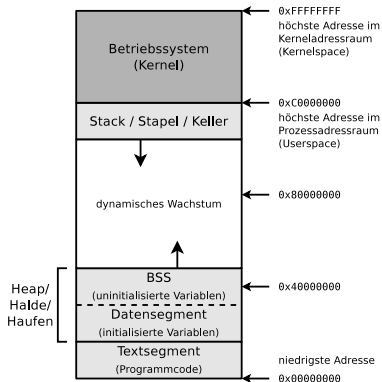 0xFFFFFFFF
höchste Adresse im
Kerneladressraum
(Kernelspace)
Betriebssystem
(Kernel)
0xC0000000
höchste Adresse im
Prozessadressraum
(Userspace)
Stack / Stapel / Keller
dynamisches Wachstum
0x80000000
Heap/
Halde/
Haufen
BSS
(uninitialisierte Variablen)
0x40000000
Datensegment
(initialisierte Variablen)
Textsegment
(Programmcode)
niedrigste Adresse
0x00000000